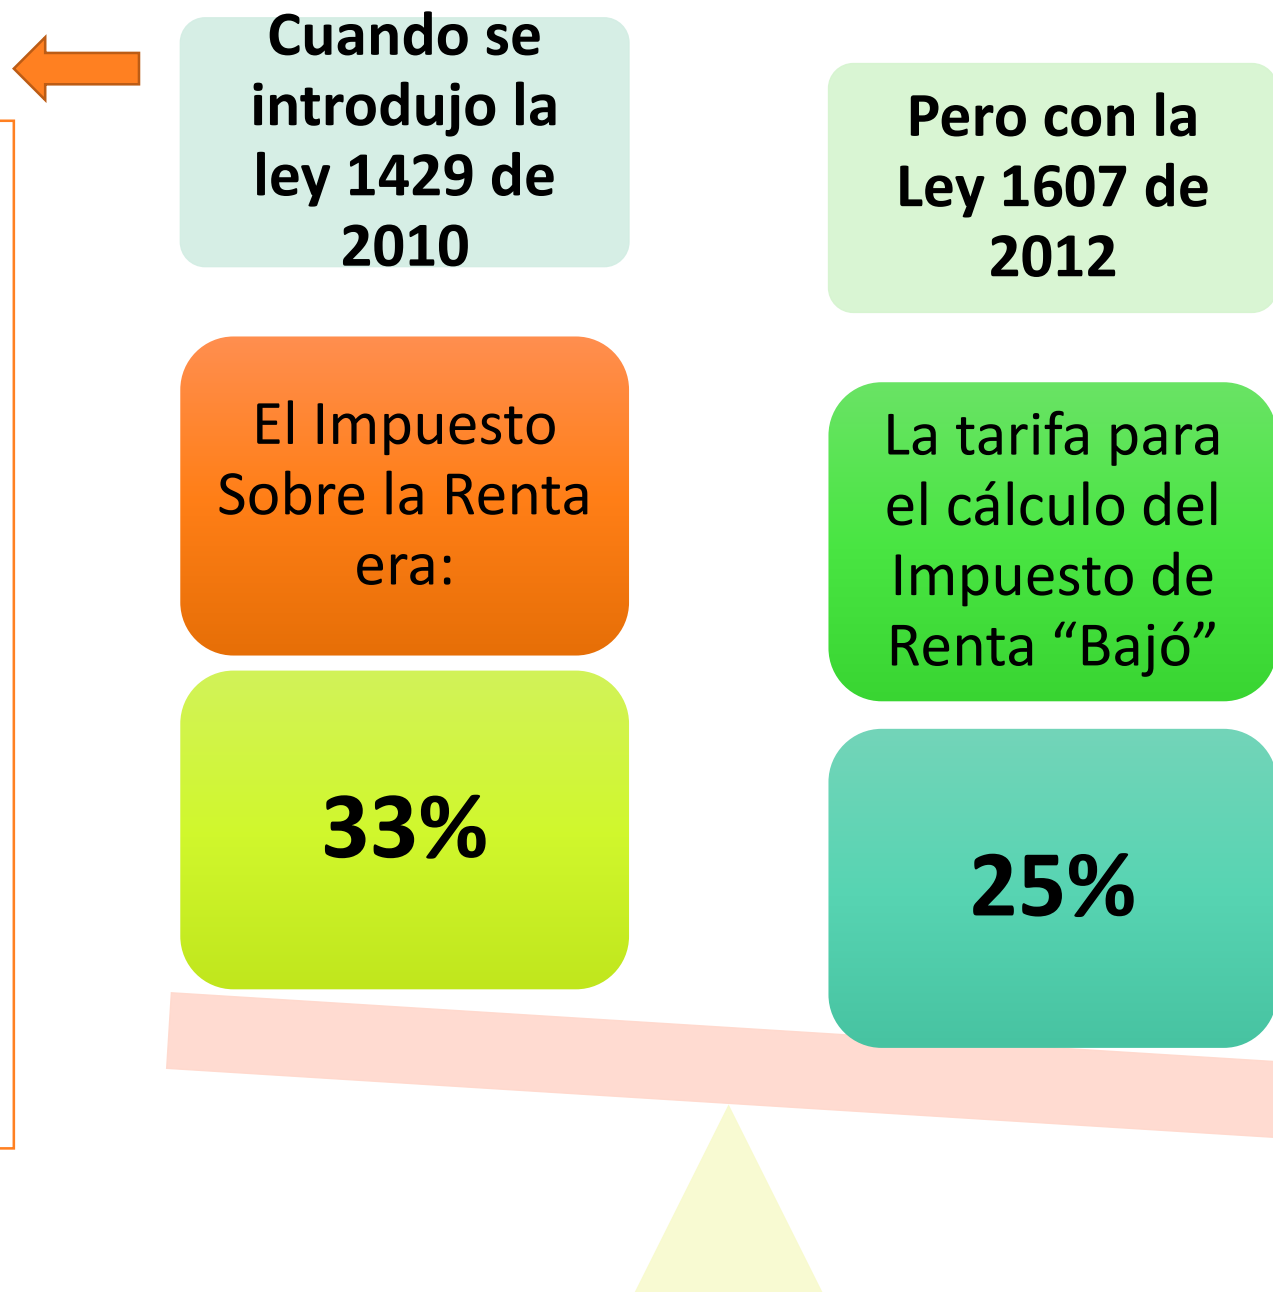 Cuando se
introdujo la
ley 1429 de
2010
El Impuesto
Sobre la Renta
era:
33%
Pero con la
Ley 1607 de
2012
La tarifa para
el cálculo del
Impuesto de
Renta “Bajó”
25%